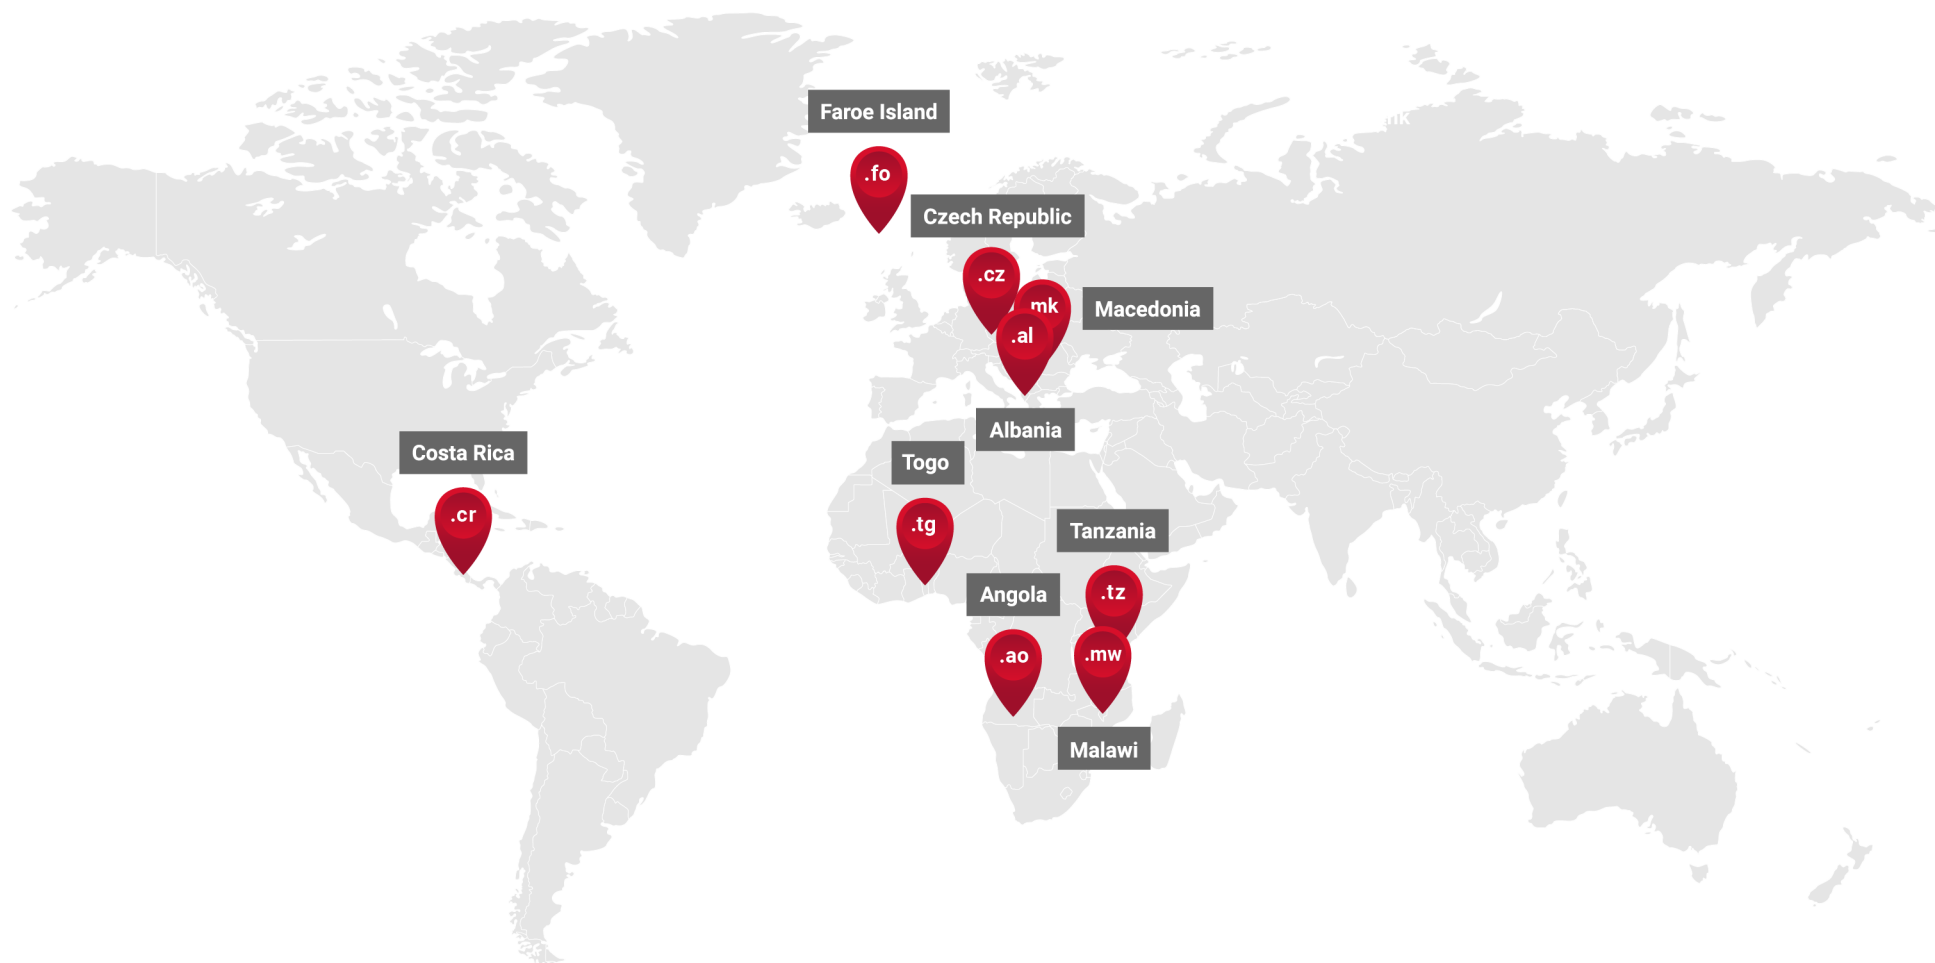 Faroe Island
.fo
Czech Republic
.cz
Macedonia
mk
.al
Albania
Costa Rica
.cr
Togo
.tg
Tanzania
.tz
Angola
.ao
.mw
Malawi